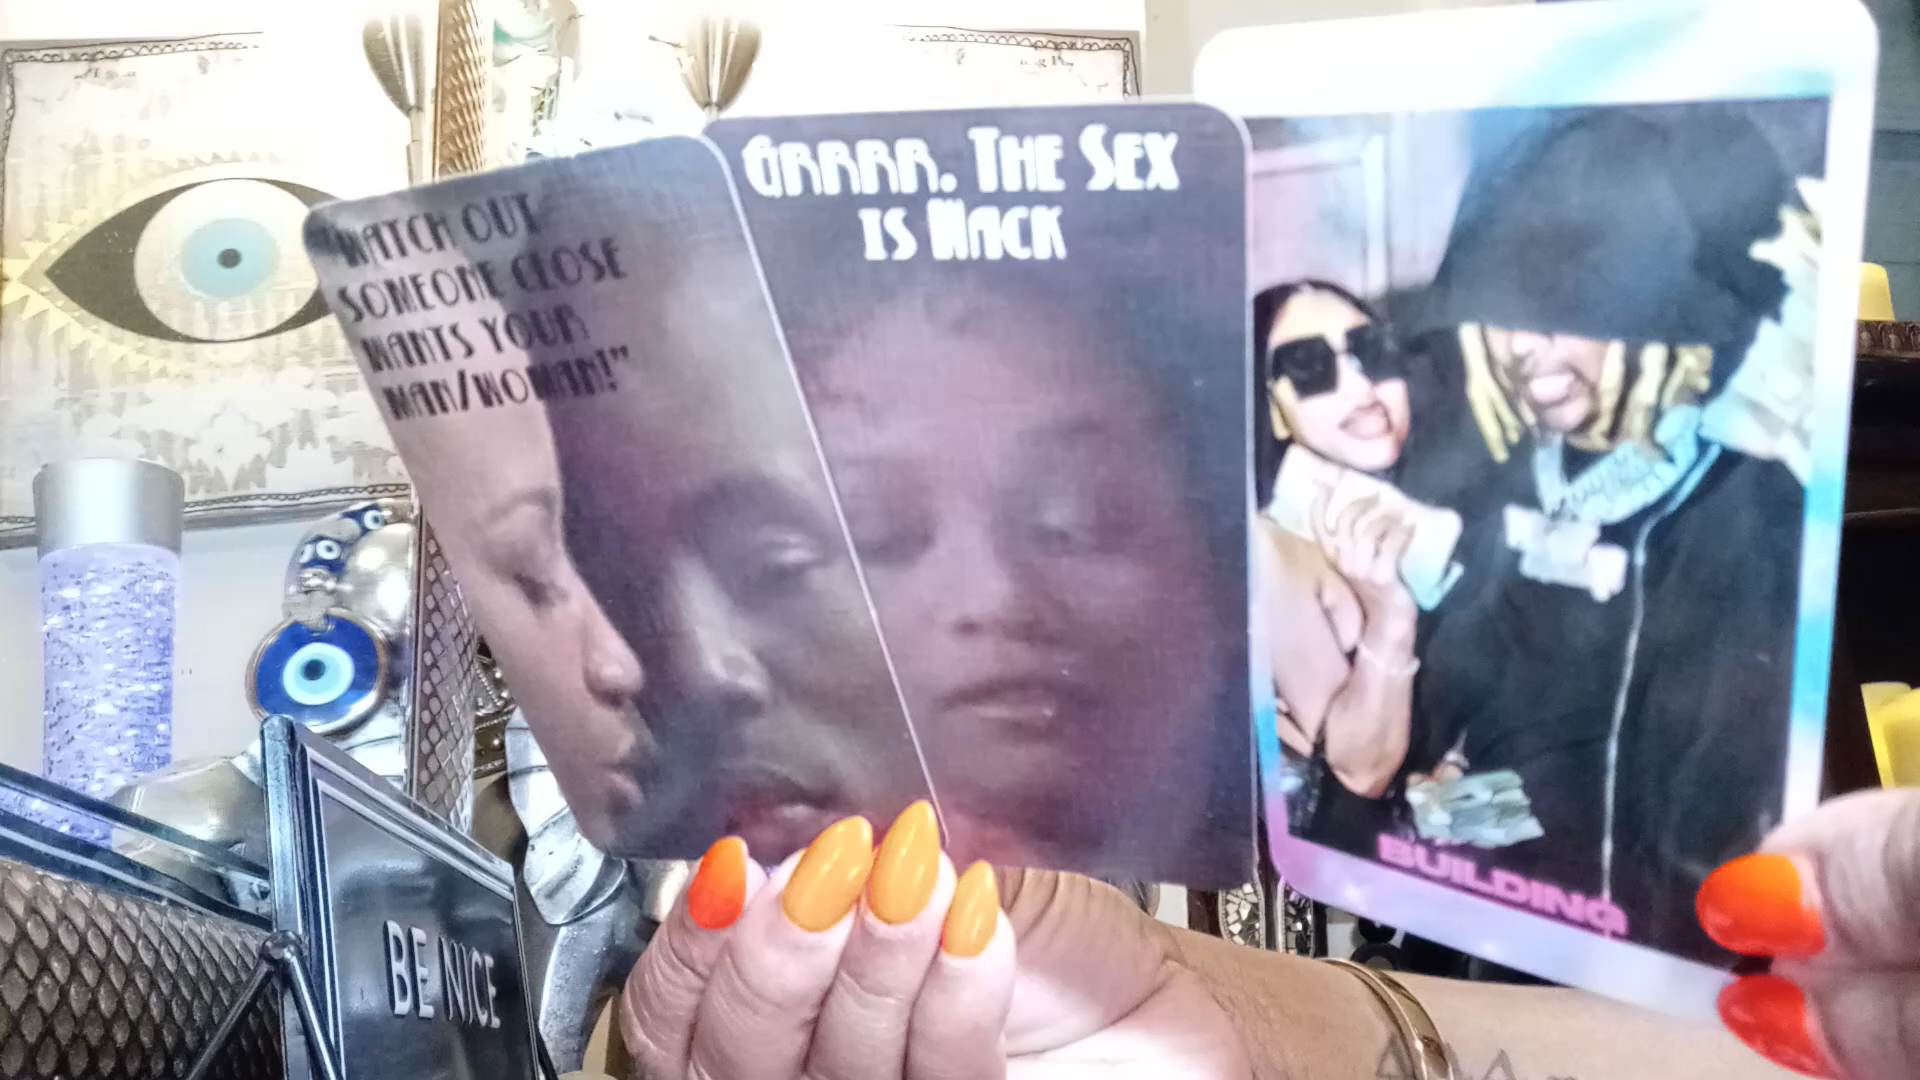 "WATCH OUT
SOMEONE CLOSE
WANTS YOUR
MAN/WOMAN!"
GRRRR. THE SEX
IS WACK
BUILDING
BE NICE